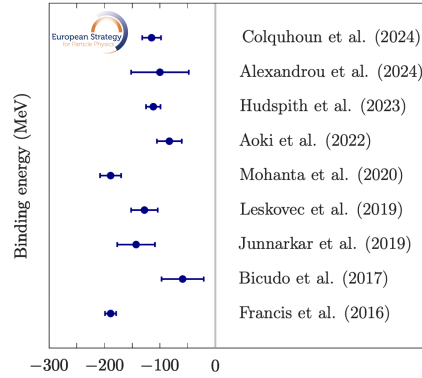 European Strategy
for Particle Physics
Colquhoun et al. (2024)
Alexandrou et al. (2024)
Hudspith et al. (2023)
Aoki et al. (2022)
Mohanta et al. (2020)
Leskovec et al. (2019)
Junnarkar et al. (2019)
Bicudo et al. (2017)
Francis et al. (2016)
Binding energy (MeV)
−300 −200 −100 0